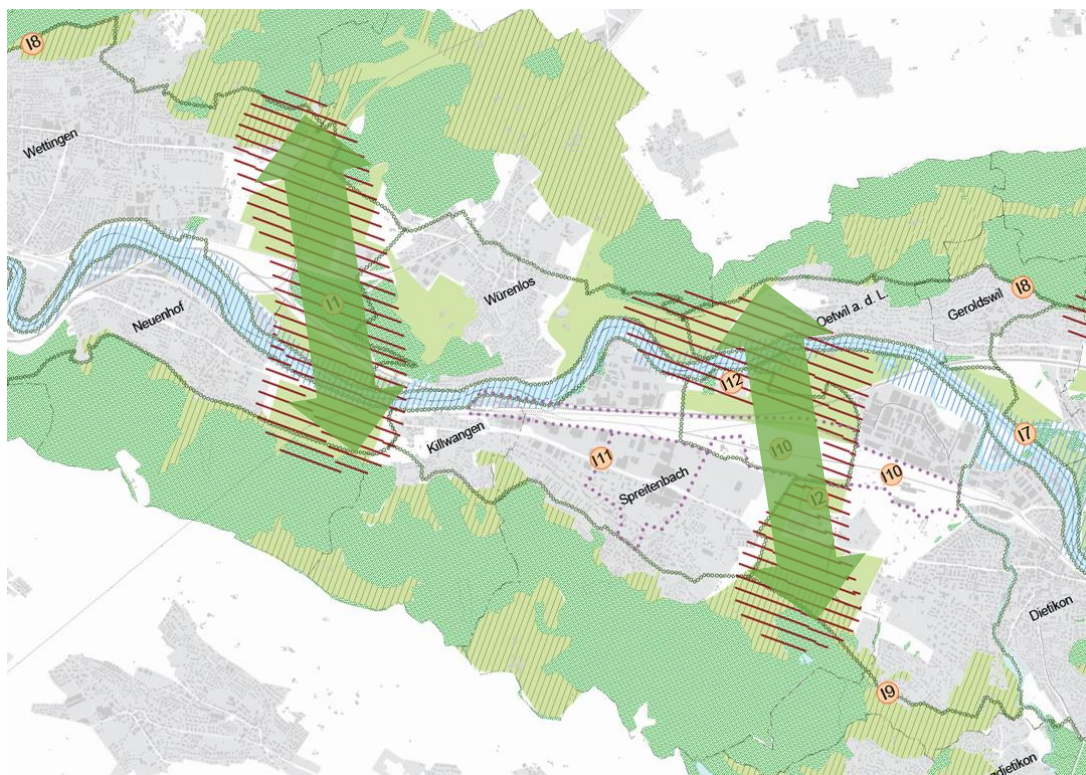 I8
Wettingen
I1
Neuenhof
Würenlos
Oetwil a. d. L.
Geroldswil
I8
I12
I7
Killwangen
I11
Spreitenbach
I10
I10
I2
Dietikon
I9
dietikon